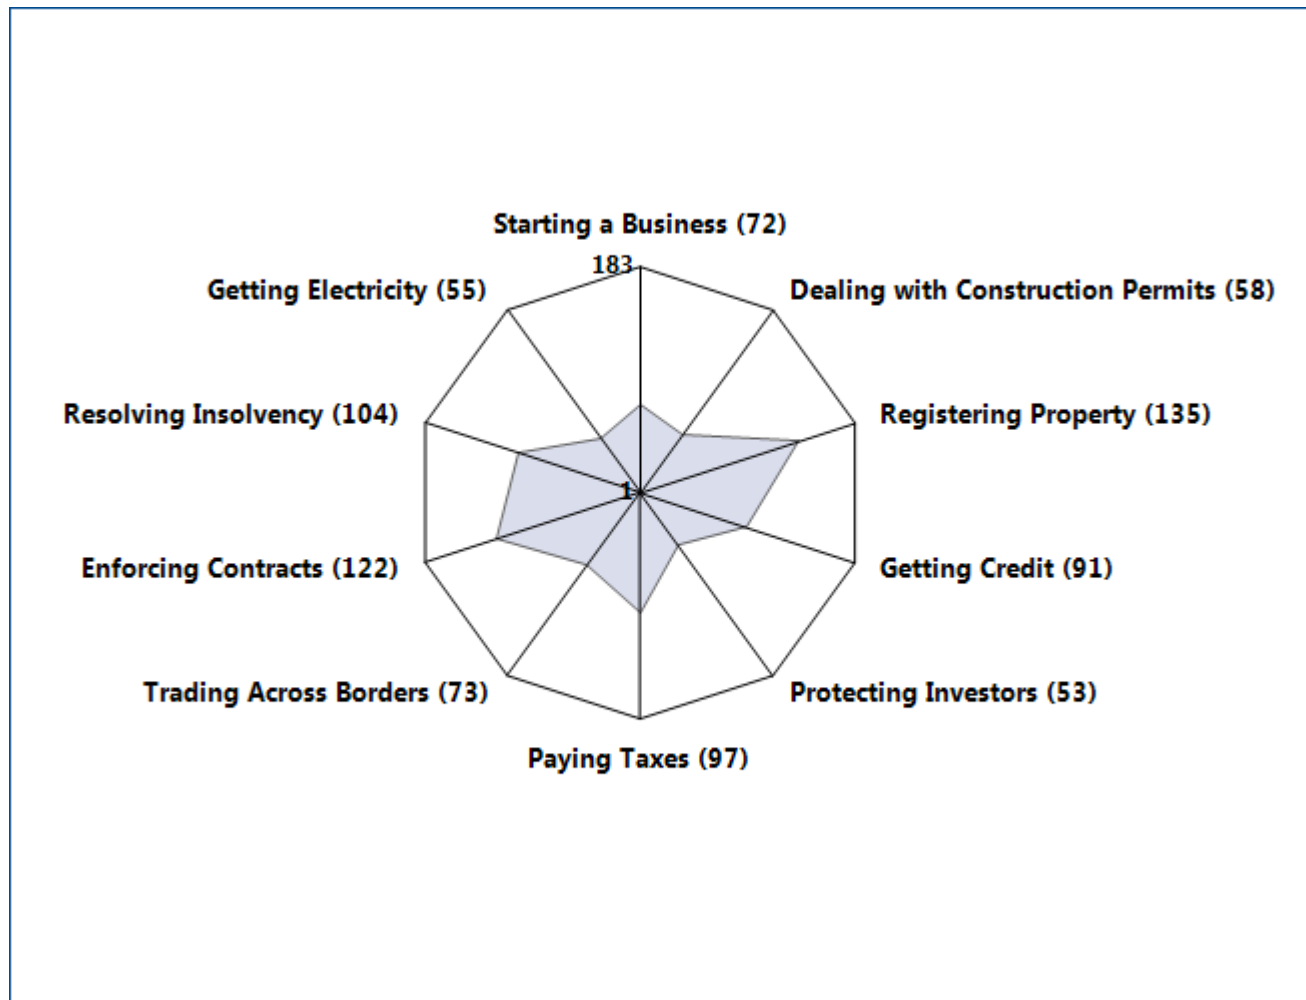 Starting a Business (72)
183
Getting Electricity (55)
Dealing with Construction Permits (58)
Resolving Insolvency (104)
Registering Property (135)
1
Enforcing Contracts (122)
Getting Credit (91)
Trading Across Borders (73)
Protecting Investors (53)
Paying Taxes (97)